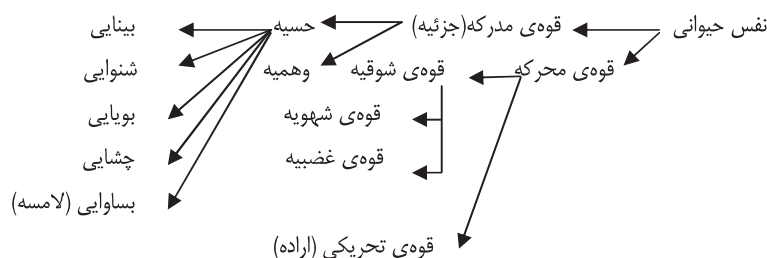 نفس حیوانی قوه‌ی مدرکه(جزئیه) حسیه بینایی
قوه‌ی محرکه قوه‌ی شوقیه وهمیه شنوایی
قوه‌ی شهویه بویایی
قوه‌ی غضبیه چشایی
بساوایی (لامسه)
قوه‌ی تحریکی (اراده)